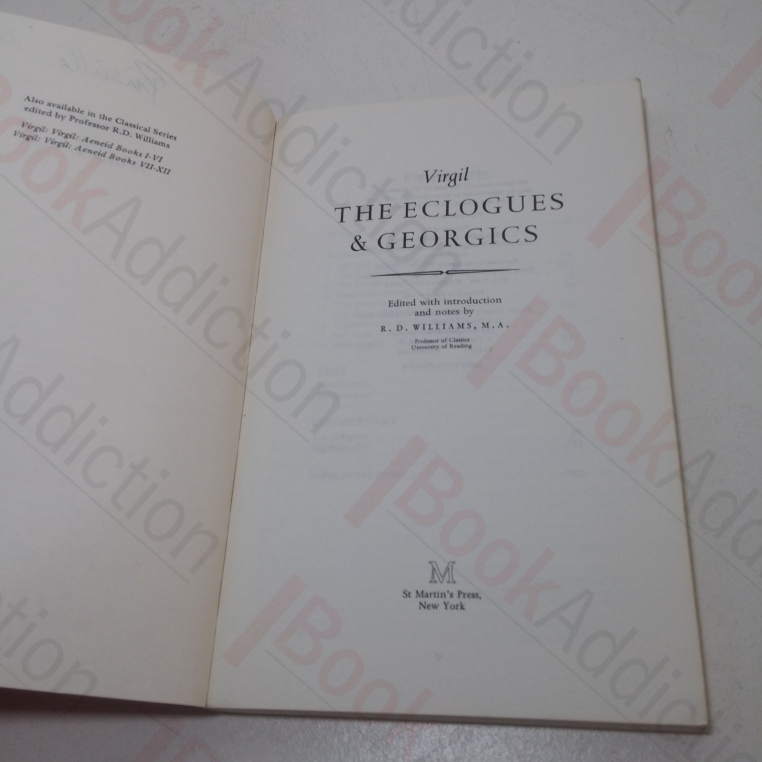 Also available in the Classical Series
edited by Professor R.D. Williams
Virgil: Virgil: Aeneid Books I-VI
Virgil: Virgil: Aeneid Books VII-XII
Virgil
THE ECLOGUES
& GEORGICS
Edited with introduction
and notes by
R. D. WILLIAMS, M.A.
Professor of Classics
University of Reading
M
St Martin's Press,
New York
BookAddiction